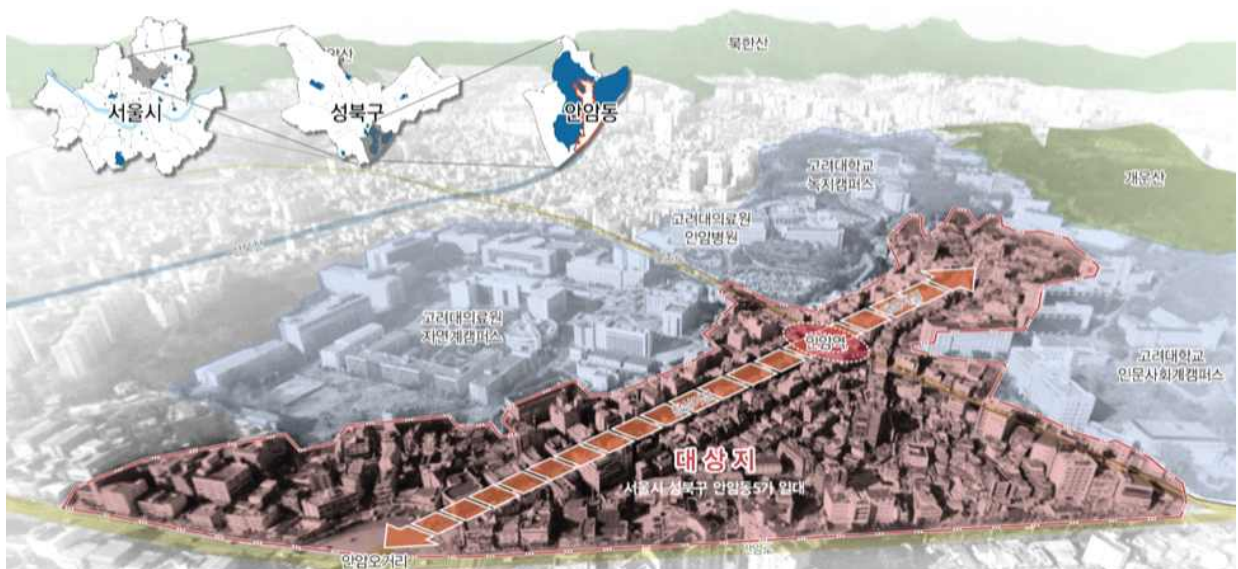 북한산
서울시
성북구
안암동
고려대학교
녹지캠퍼스
개운산
고려대의료원
안암병원
고려대의료원
자연계캠퍼스
안암역
고려대학교
인문사회계캠퍼스
대상지
서울시 성북구 안암동5가 일대
안암오거리